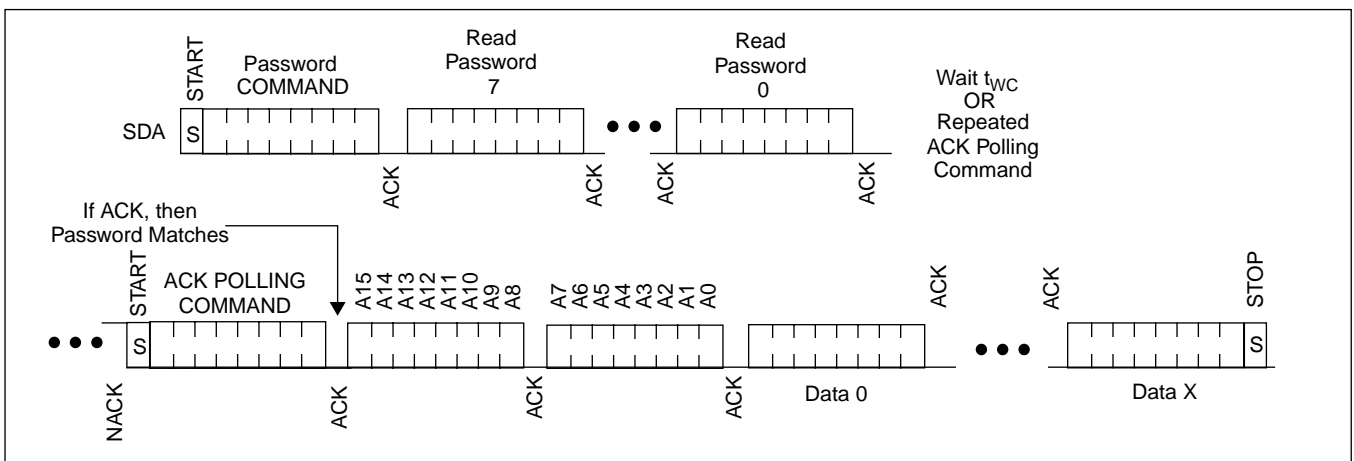 START
Password
COMMAND
Read
Password
7
Read
Password
0
Wait tWC
OR
Repeated
ACK Polling
Command
SDA
S
ACK
ACK
ACK
ACK
If ACK, then
Password Matches
START
ACK POLLING
COMMAND
A15
A14
A13
A12
A11
A10
A9
A8
A7
A6
A5
A4
A3
A2
A1
A0
ACK
ACK
STOP
S
S
NACK
ACK
ACK
ACK
Data 0
Data X